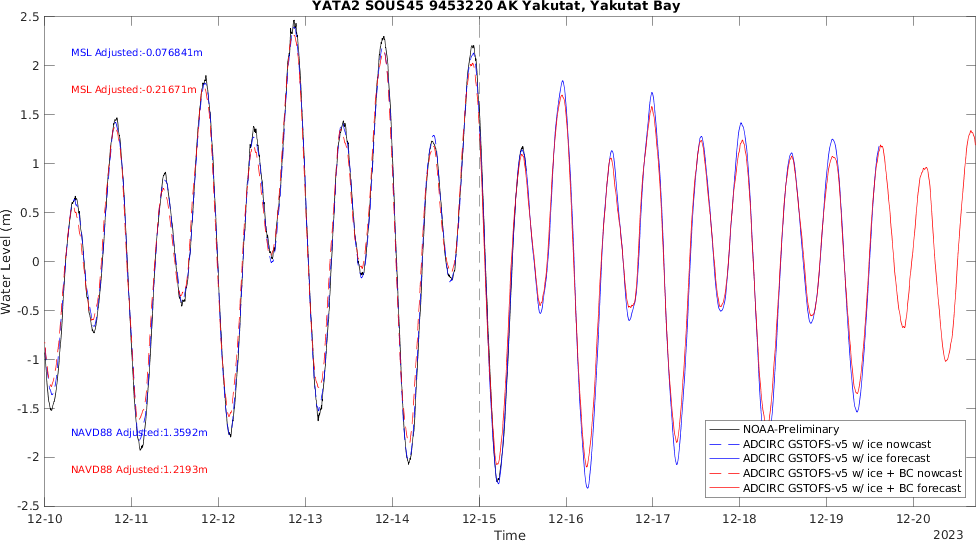 YATA2 SOUS45 9453220 AK Yakutat, Yakutat Bay
2.5
2
1.5
1
0.5
0
-0.5
-1
-1.5
-2
-2.5
Water Level (m)
MSL Adjusted:-0.076841m
MSL Adjusted:-0.21671m
NAVD88 Adjusted:1.3592m
NAVD88 Adjusted:1.2193m
NOAA-Preliminary
ADCIRC GSTOFS-v5 w/ ice nowcast
ADCIRC GSTOFS-v5 w/ ice forecast
ADCIRC GSTOFS-v5 w/ ice + BC nowcast
ADCIRC GSTOFS-v5 w/ ice + BC forecast
12-10 12-11 12-12 12-13 12-14 12-15 12-16 12-17 12-18 12-19 12-20
Time
2023